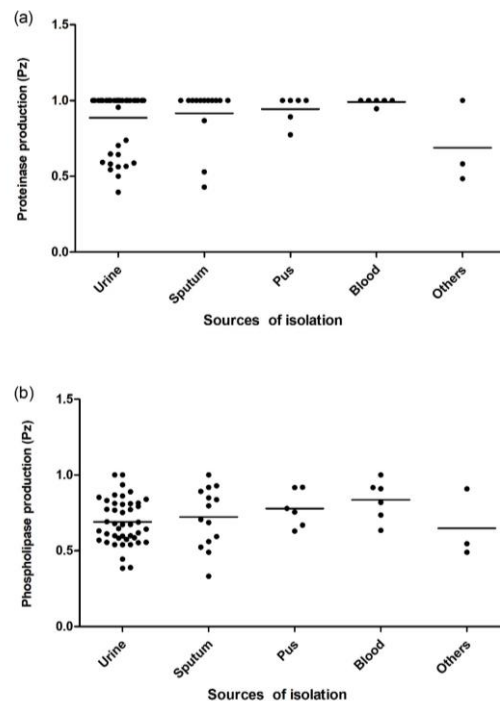 (a)
Proteinase production (Pz)
1.5
1.0
0.5
0.0
Urine
Sputum
Pus
Blood
Others
Sources of isolation
(b)
Phospholipase production (Pz)
1.5
1.0
0.5
0.0
Urine
Sputum
Pus
Blood
Others
Sources of isolation